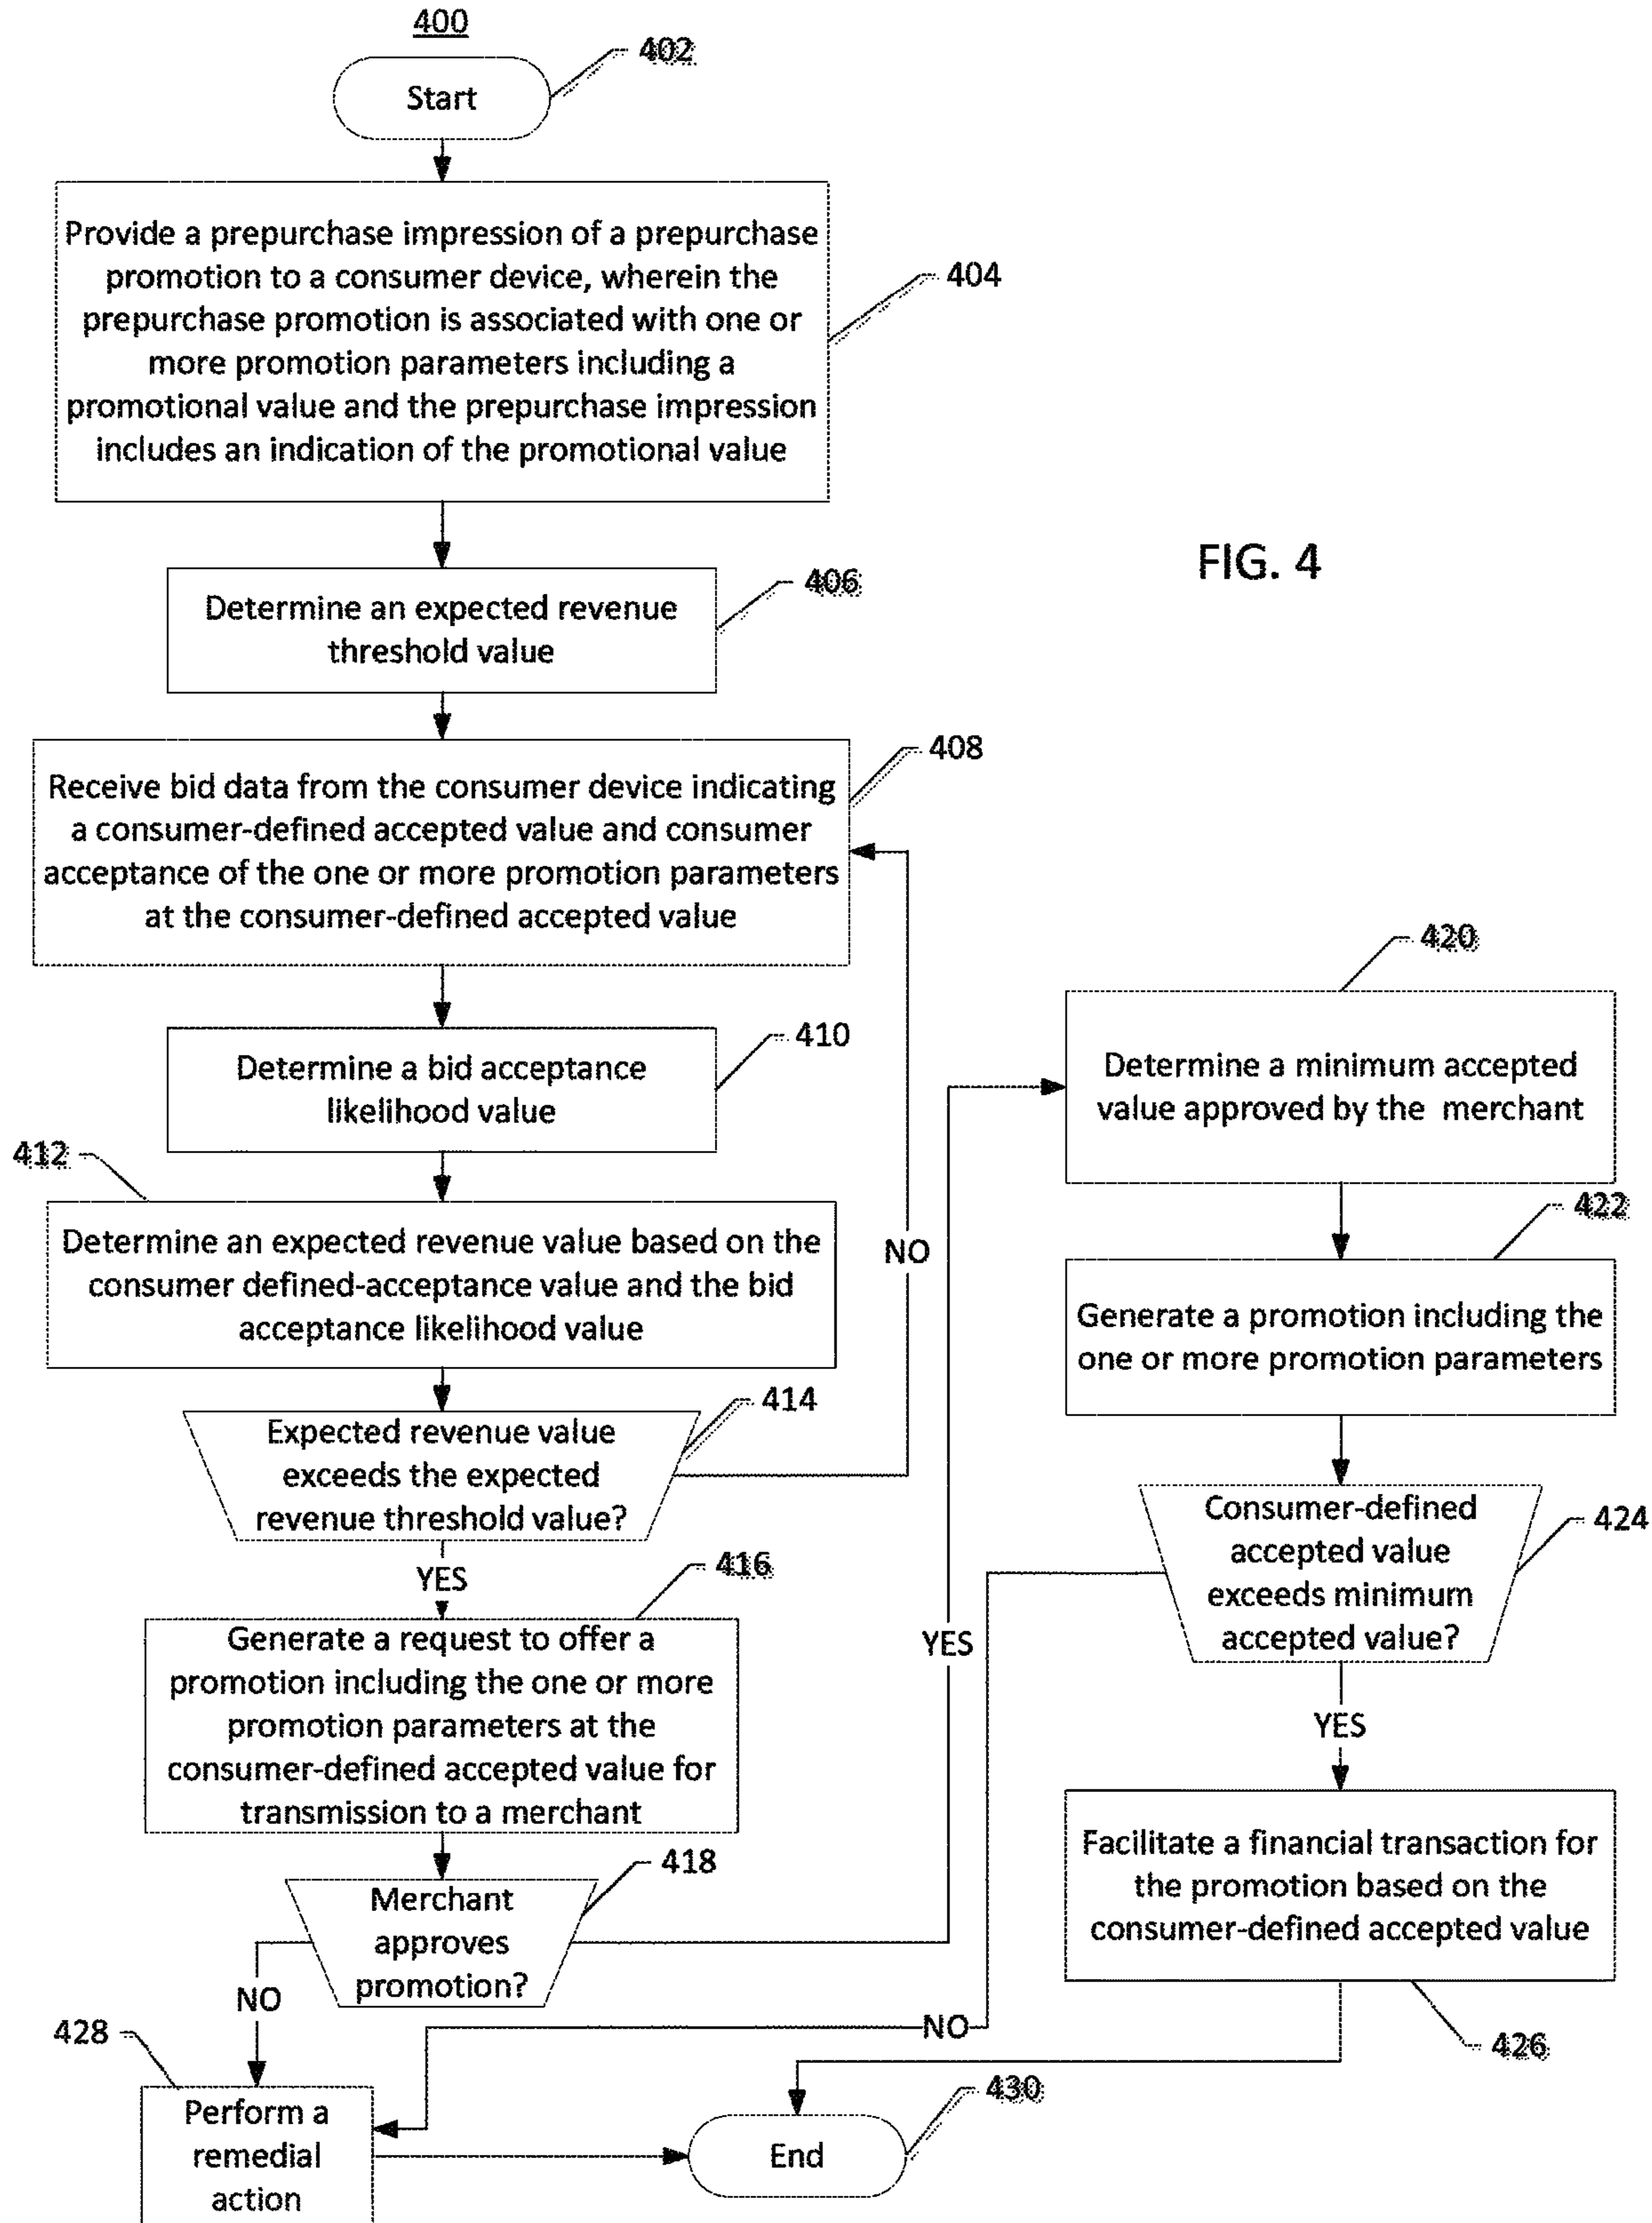 400
402
Start
Provide a prepurchase impression of a prepurchase
promotion to a consumer device, wherein the
prepurchase promotion is associated with one or
more promotion parameters including a
promotional value and the prepurchase impression
includes an indication of the promotional value
404
FIG. 4
406
Determine an expected revenue
threshold value
408
Receive bid data from the consumer device indicating
a consumer-defined accepted value and consumer
acceptance of the one or more promotion parameters
at the consumer-defined accepted value
410
Determine a bid acceptance
likelihood value
412
Determine an expected revenue value based on the
consumer defined-acceptance value and the bid
acceptance likelihood value
NO
414
Expected revenue value
exceeds the expected
revenue threshold value?
YES
416
Generate a request to offer a
promotion including the one or more
promotion parameters at the
consumer-defined accepted value for
transmission to a merchant
418
Merchant
approves
promotion?
YES
NO
420
Determine a minimum accepted
value approved by the merchant
422
Generate a promotion including the
one or more promotion parameters
424
Consumer-defined
accepted value
exceeds minimum
accepted value?
YES
Facilitate a financial transaction for
the promotion based on the
consumer-defined accepted value
426
NO
428
Perform a
remedial
action
430
End